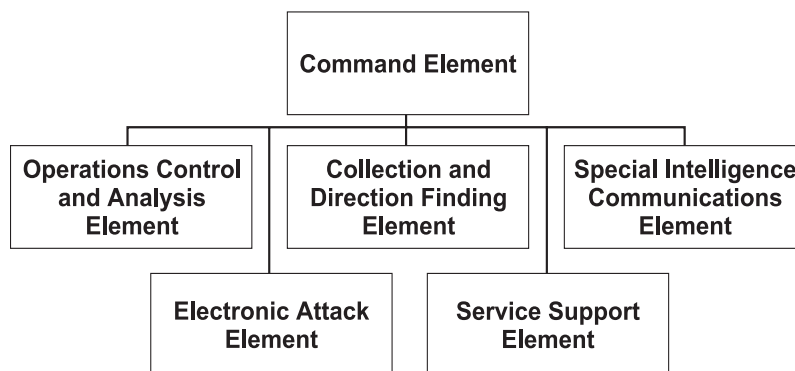 Command Element
Operations Control
and Analysis
Element
Collection and
Direction Finding
Element
Special Intelligence
Communications
Element
Electronic Attack
Element
Service Support
Element